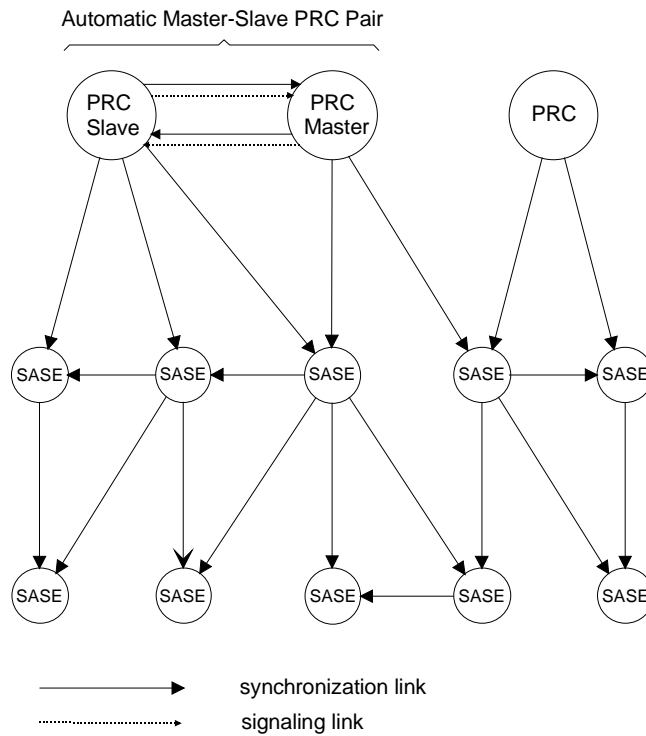 Automatic Master-Slave PRC Pair
PRC
Slave
PRC
Master
PRC
SASE
SASE
SASE
SASE
SASE
SASE
SASE
SASE
SASE
SASE
synchronization link
signaling link